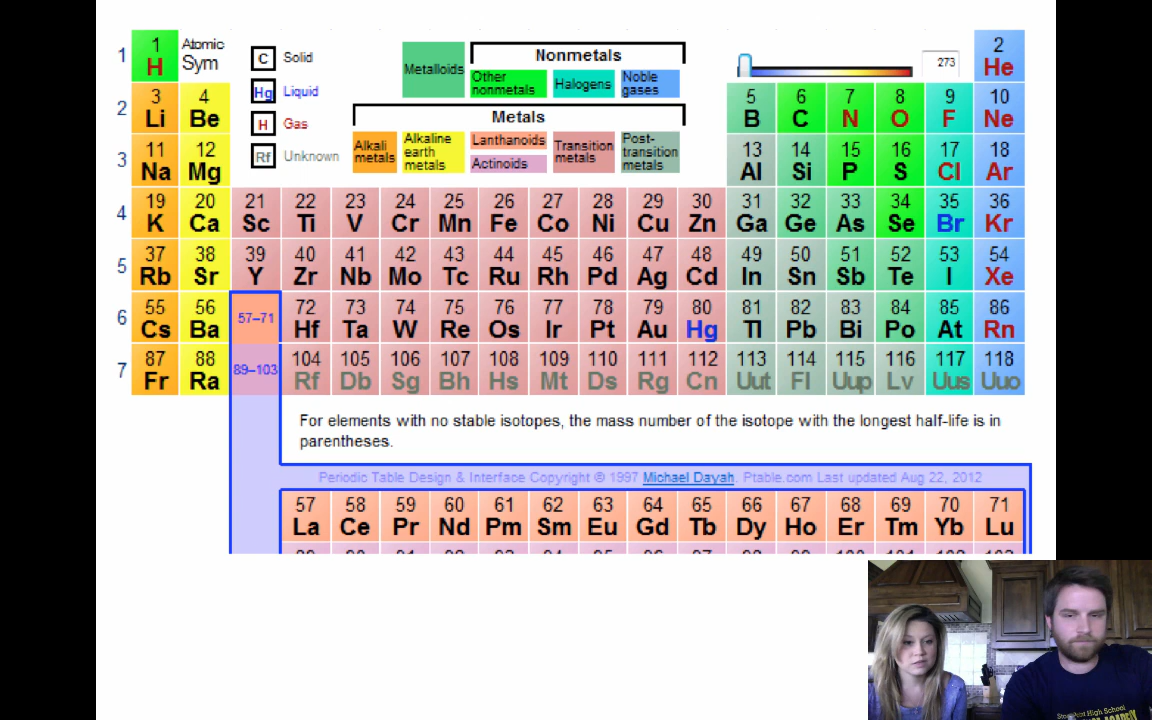 1 H Atomic Sym C Solid Metalloids Nonmetals 273 2 He
Hg Liquid Other nonmetals Halogens Noble gases
2 3 Li 4 Be H Gas Metals 5 B 6 C 7 N 8 O 9 F 10 Ne
Rf Unknown Alkali metals Alkaline earth metals Lanthanoids Actinoids Transition metals Post-transition metals
3 11 Na 12 Mg 13 Al 14 Si 15 P 16 S 17 Cl 18 Ar
4 19 K 20 Ca 21 Sc 22 Ti 23 V 24 Cr 25 Mn 26 Fe 27 Co 28 Ni 29 Cu 30 Zn 31 Ga 32 Ge 33 As 34 Se 35 Br 36 Kr
5 37 Rb 38 Sr 39 Y 40 Zr 41 Nb 42 Mo 43 Tc 44 Ru 45 Rh 46 Pd 47 Ag 48 Cd 49 In 50 Sn 51 Sb 52 Te 53 I 54 Xe
6 55 Cs 56 Ba 57–71 72 Hf 73 Ta 74 W 75 Re 76 Os 77 Ir 78 Pt 79 Au 80 Hg 81 Tl 82 Pb 83 Bi 84 Po 85 At 86 Rn
7 87 Fr 88 Ra 89–103 104 Rf 105 Db 106 Sg 107 Bh 108 Hs 109 Mt 110 Ds 111 Rg 112 Cn 113 Uut 114 Fl 115 Uup 116 Lv 117 Uus 118 Uuo
For elements with no stable isotopes, the mass number of the isotope with the longest half-life is in
parentheses.
Periodic Table Design & Interface Copyright © 1997 Michael Dayah. Ptable.com Last updated Aug 22, 2012
57 La 58 Ce 59 Pr 60 Nd 61 Pm 62 Sm 63 Eu 64 Gd 65 Tb 66 Dy 67 Ho 68 Er 69 Tm 70 Yb 71 Lu
High School